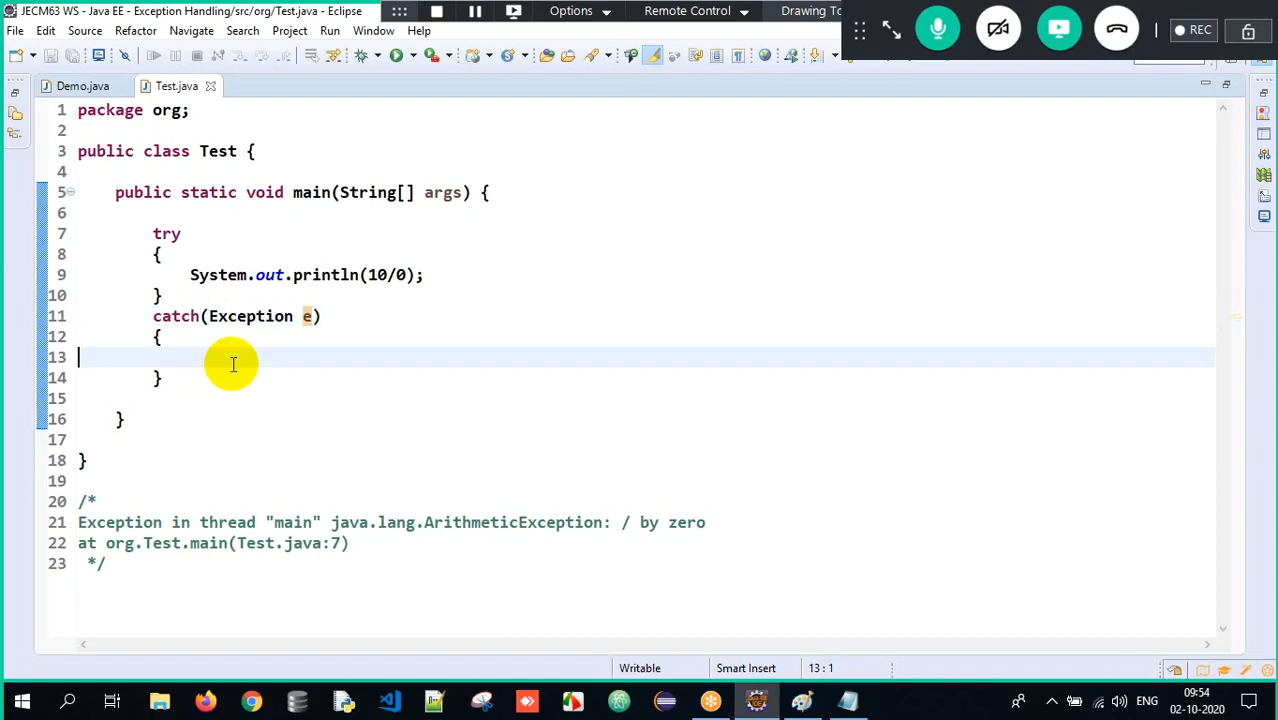 JECM63 WS - Java EE - Exception Handling/src/org/Test.java - Eclipse
Options
Remote Control
Drawing To
REC
File Edit Source Refactor Navigate Search Project Run Window Help
Demo.java
Test.java
1 package org;
2
3 public class Test {
4
5 public static void main(String[] args) {
6
7 try
8 {
9 System.out.println(10/0);
10 }
11 catch(Exception e)
12 {
13
14 }
15
16 }
17
18 }
19
20 /*
21 Exception in thread "main" java.lang.ArithmeticException: / by zero
22 at org.Test.main(Test.java:7)
23 */
Writable
Smart Insert
13 : 1
ENG
09:54
02-10-2020